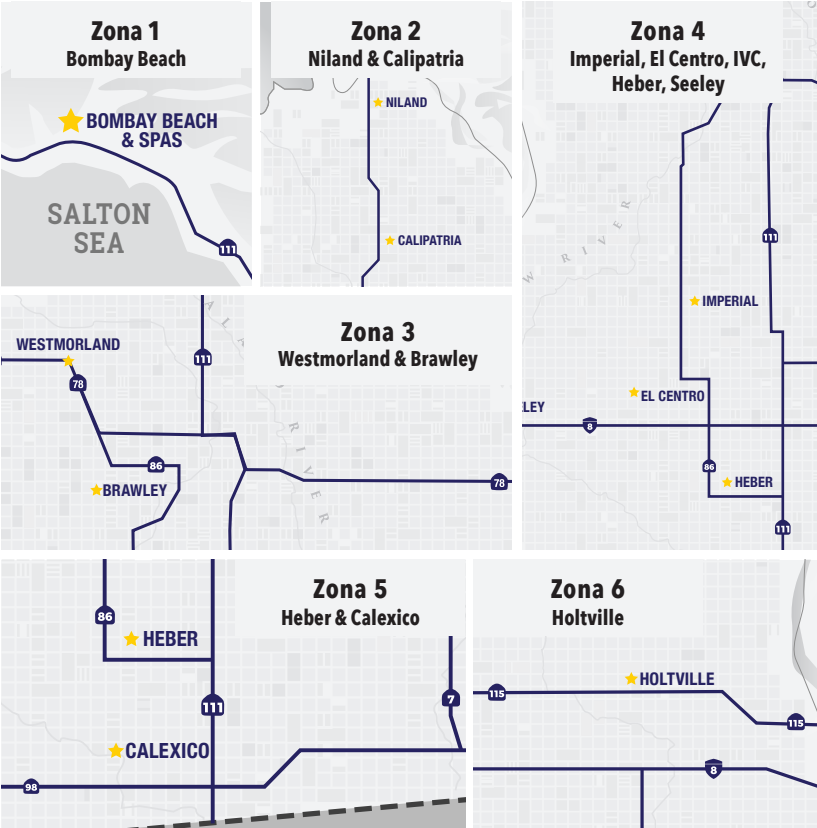 Zona 1
Bombay Beach
BOMBAY BEACH
& SPAS
SALTON
SEA
111
Zona 2
Niland & Calipatria
NILAND
CALIPATRIA
Zona 4
Imperial, El Centro, IVC,
Heber, Seeley
W RIVER
111
IMPERIAL
EL CENTRO
LEY
8
86
HEBER
111
Zona 3
Westmorland & Brawley
WESTMORLAND
111
78
ALA
RIVER
86
BRAWLEY
78
Zona 5
Heber & Calexico
86
HEBER
111
7
CALEXICO
98
Zona 6
Holtville
HOLTVILLE
115
115
8